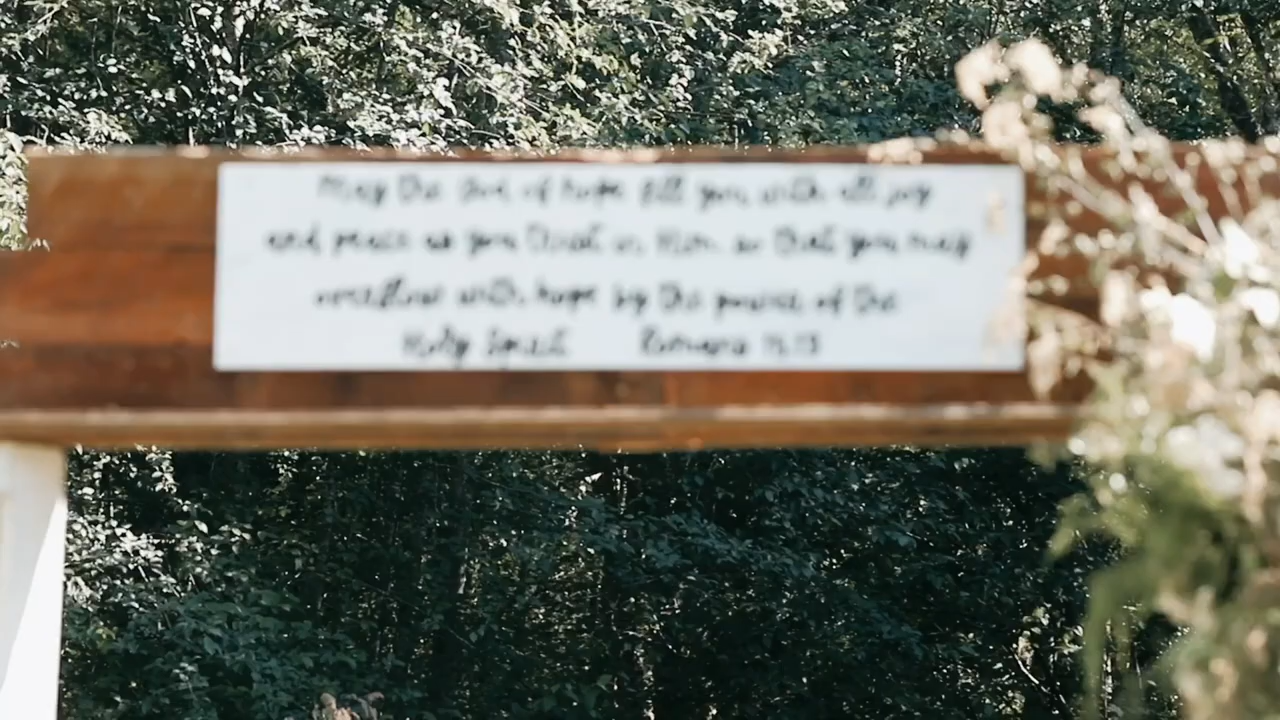 May the God of hope fill you with all joy
and peace as you trust in Him so that you may
overflow with hope by the power of the
Holy Spirit Romans 15:13